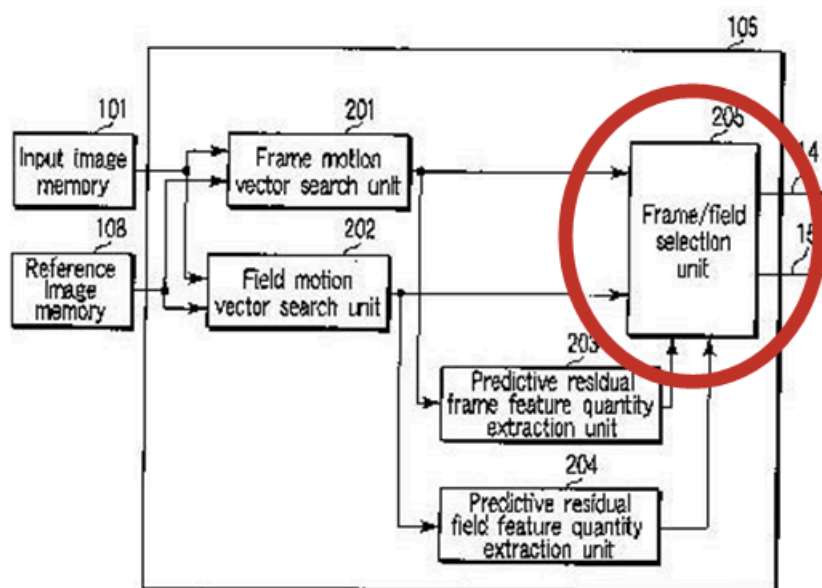 105
101
201
205
Input image
memory
Frame motion
vector search unit
14
Frame/field
selection
unit
108
202
15
Reference
image
memory
Field motion
vector search unit
203
Predictive residual
frame feature quantity
extraction unit
204
Predictive residual
field feature quantity
extraction unit